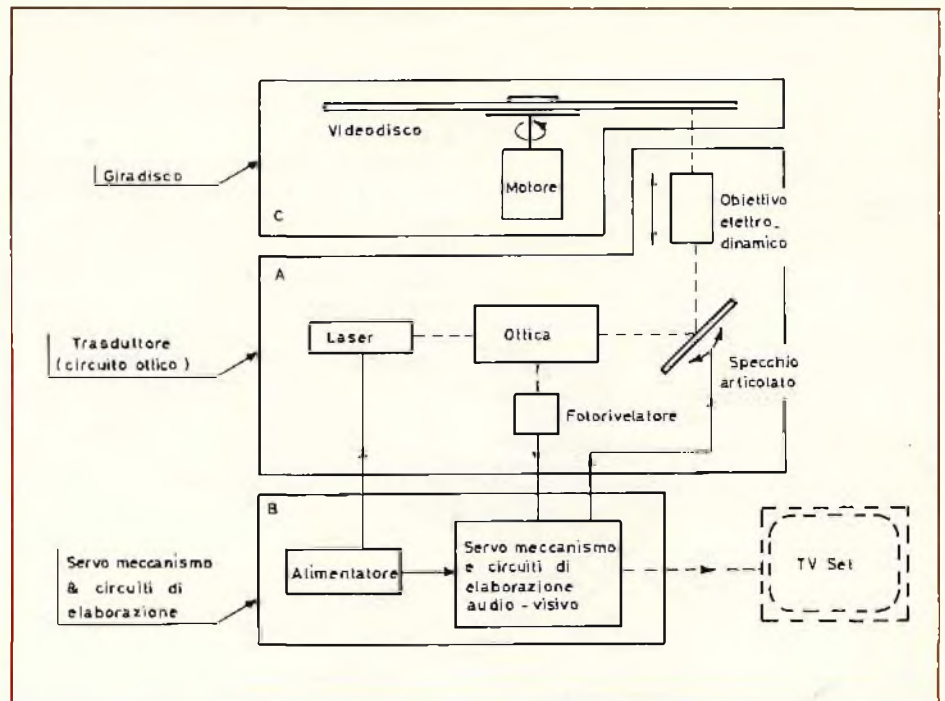 Videodisco
Motore
Giradisco
C
Obiettivo
elettro_
dinamico
A
Laser
Ottica
Trasduttore
(circuito ottico)
Specchio
articolato
Fotorivelatore
B
Servo meccanismo
& circuiti di
elaborazione
Alimentatore
Servo meccanismo
e circuiti di
elaborazione
audio - visivo
TV Set